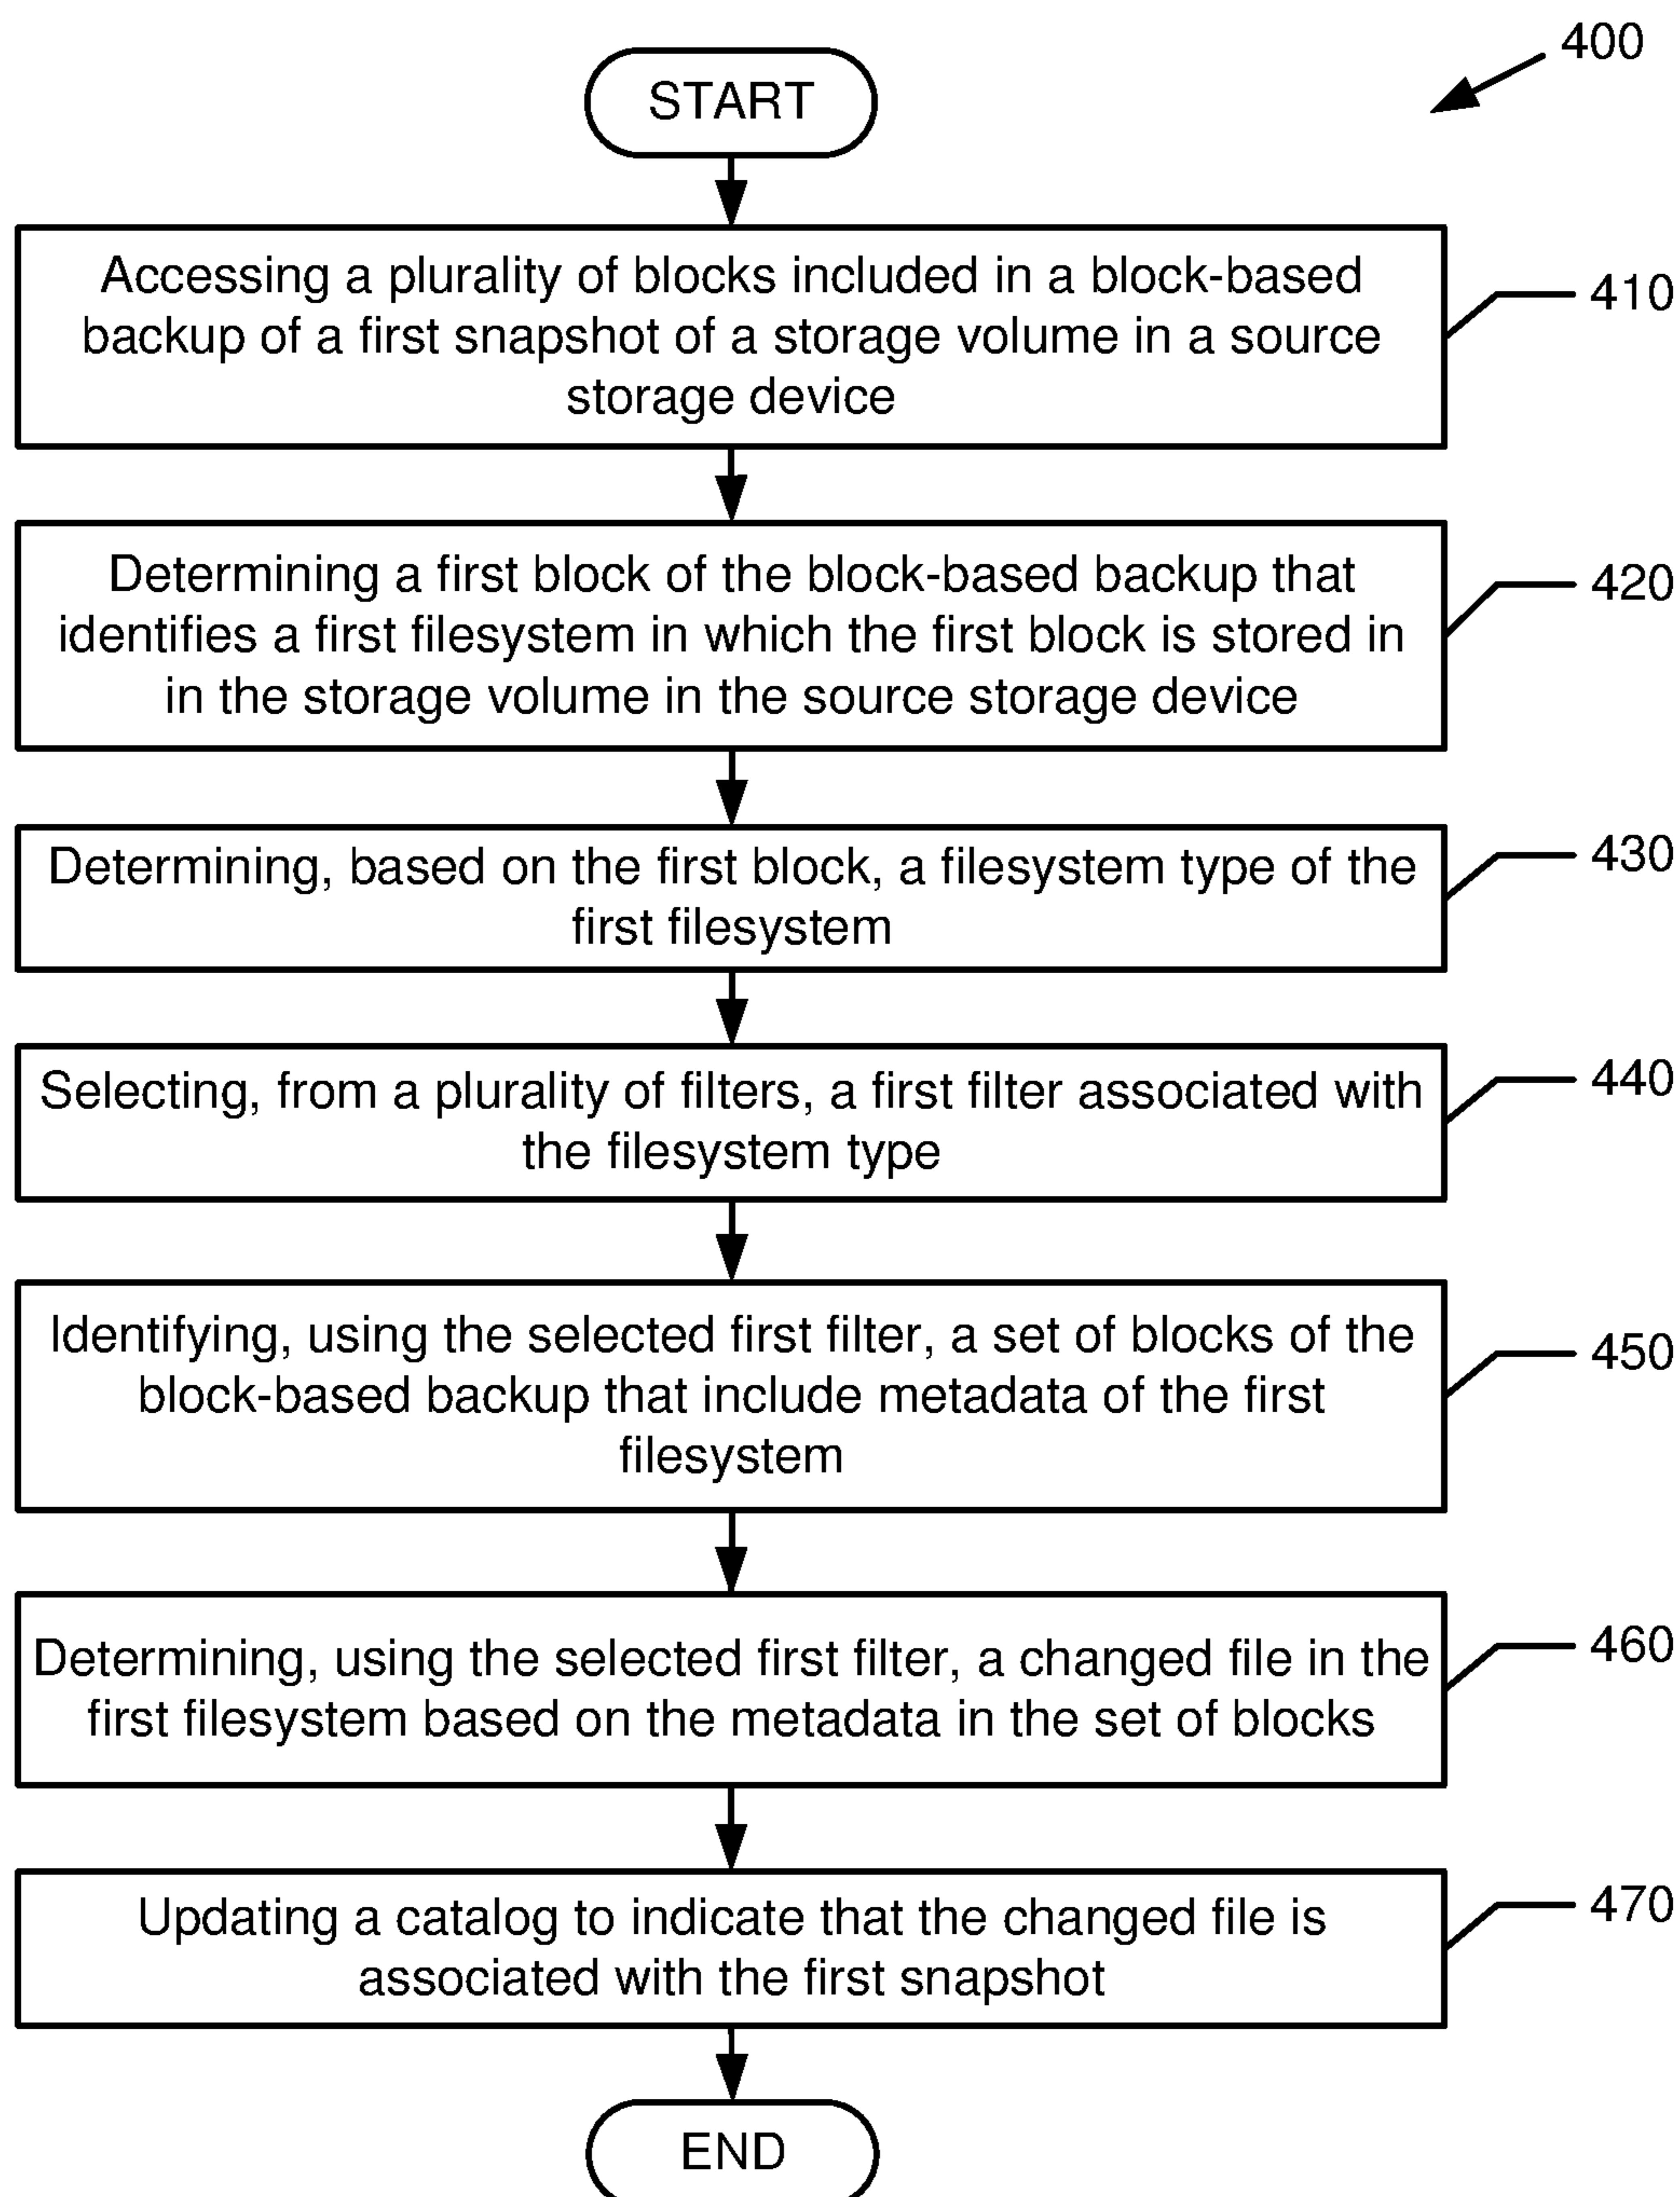 400
START
Accessing a plurality of blocks included in a block-based
backup of a first snapshot of a storage volume in a source
storage device
410
Determining a first block of the block-based backup that
identifies a first filesystem in which the first block is stored in
in the storage volume in the source storage device
420
Determining, based on the first block, a filesystem type of the
first filesystem
430
Selecting, from a plurality of filters, a first filter associated with
the filesystem type
440
Identifying, using the selected first filter, a set of blocks of the
block-based backup that include metadata of the first
filesystem
450
Determining, using the selected first filter, a changed file in the
first filesystem based on the metadata in the set of blocks
460
Updating a catalog to indicate that the changed file is
associated with the first snapshot
470
END